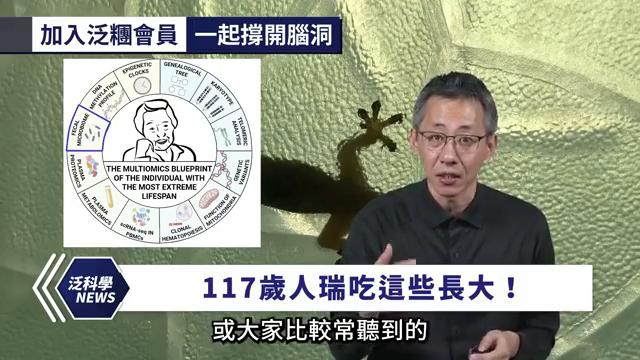 加入泛糰會員 一起撐開腦洞
EPIGENETIC CLOCKS
GENEALOGICAL TREE
KARYOTYPE
TELOMERIC ANALYSIS
GENETIC VARIANTS
FUNCTION OF MITOCHONDRIA
CLONAL HEMATOPOIESIS
scRNA-seq IN PBMCs
PLASMA METABOLOMICS
PLASMA PROTEOMICS
FECAL MICROBIOME
DNA METHYLATION PROFILE
THE MULTIOMICS BLUEPRINT
OF THE INDIVIDUAL WITH
THE MOST EXTREME
LIFESPAN
泛科學
NEWS
117歲人瑞吃這些長大！
或大家比較常聽到的